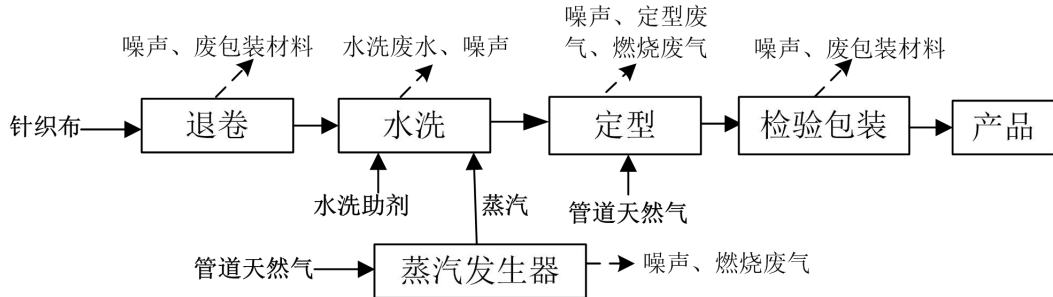 噪声、废包装材料
水洗废水、噪声
噪声、定型废
气、燃烧废气
噪声、废包装材料
针织布
退卷
水洗
定型
检验包装
产品
水洗助剂
蒸汽
管道天然气
管道天然气
蒸汽发生器
噪声、燃烧废气